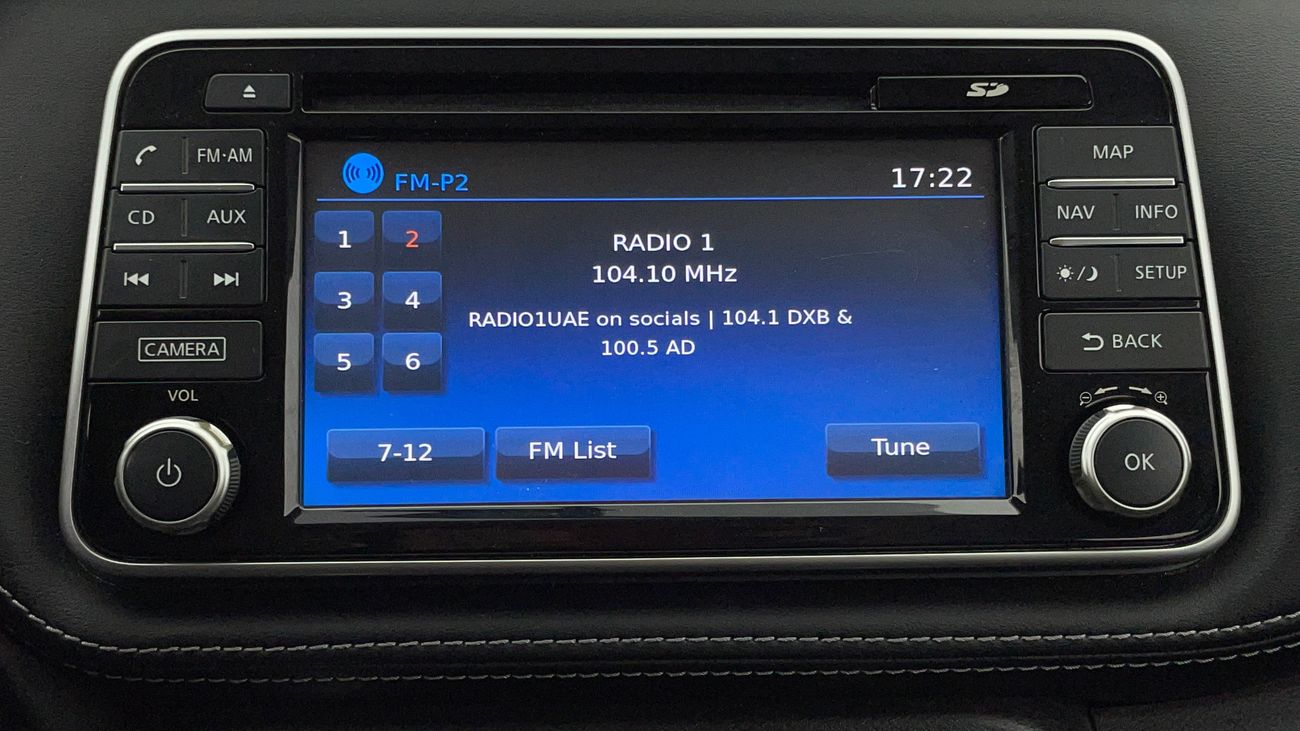 SD
FM·AM
MAP
CD AUX
NAV INFO
SETUP
CAMERA
BACK
VOL
OK
FM-P2 17:22
1 2
3 4
5 6
RADIO 1
104.10 MHz
RADIO1UAE on socials | 104.1 DXB &
100.5 AD
7-12 FM List Tune